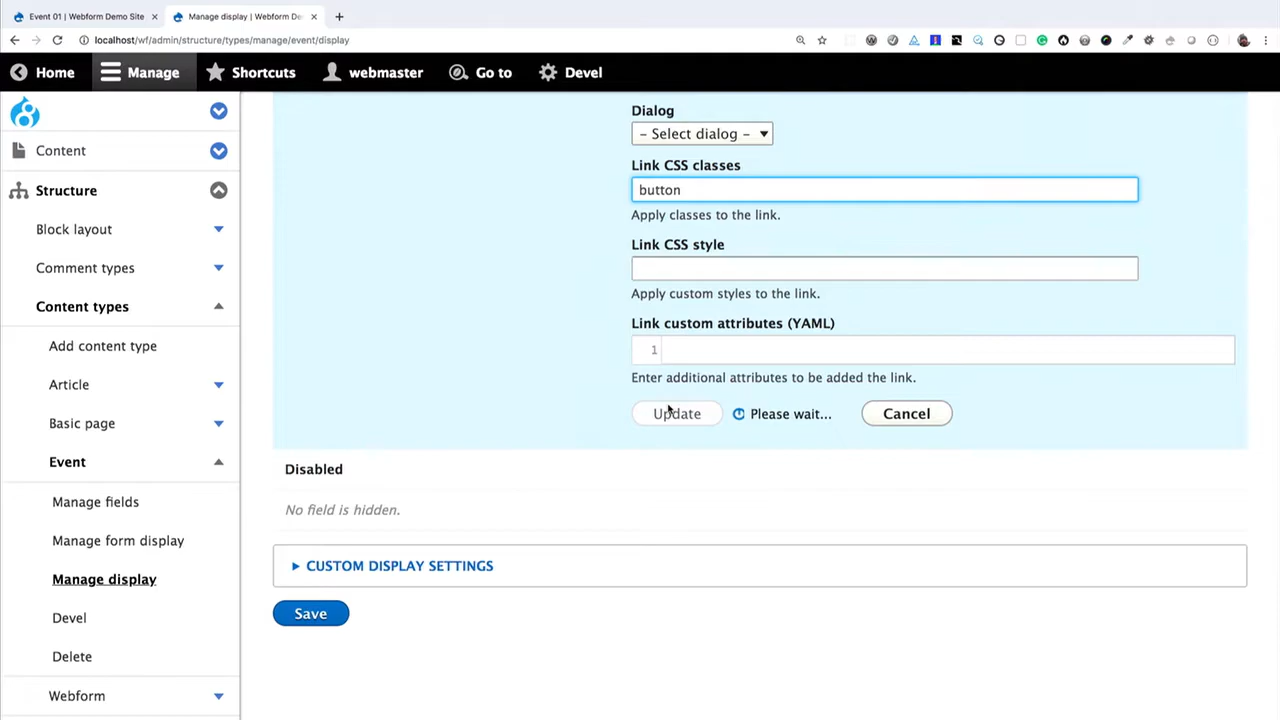 Event 01 | Webform Demo Site
Manage display | Webform De
localhost/wf/admin/structure/types/manage/event/display
Home
Manage
Shortcuts
webmaster
Go to
Devel
Content
Structure
Block layout
Comment types
Content types
Add content type
Article
Basic page
Event
Manage fields
Manage form display
Manage display
Devel
Delete
Webform
Dialog
- Select dialog -
Link CSS classes
button
Apply classes to the link.
Link CSS style
Apply custom styles to the link.
Link custom attributes (YAML)
1
Enter additional attributes to be added the link.
Update Please wait... Cancel
Disabled
No field is hidden.
CUSTOM DISPLAY SETTINGS
Save